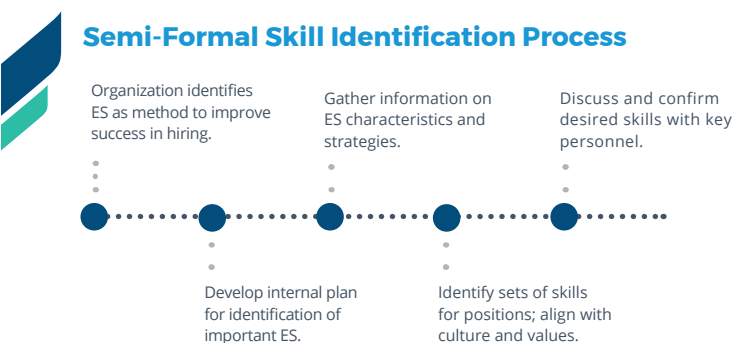 Semi-Formal Skill Identification Process
Organization identifies
ES as method to improve
success in hiring.
Gather information on
ES characteristics and
strategies.
Discuss and confirm
desired skills with key
personnel.
Develop internal plan
for identification of
important ES.
Identify sets of skills
for positions; align with
culture and values.